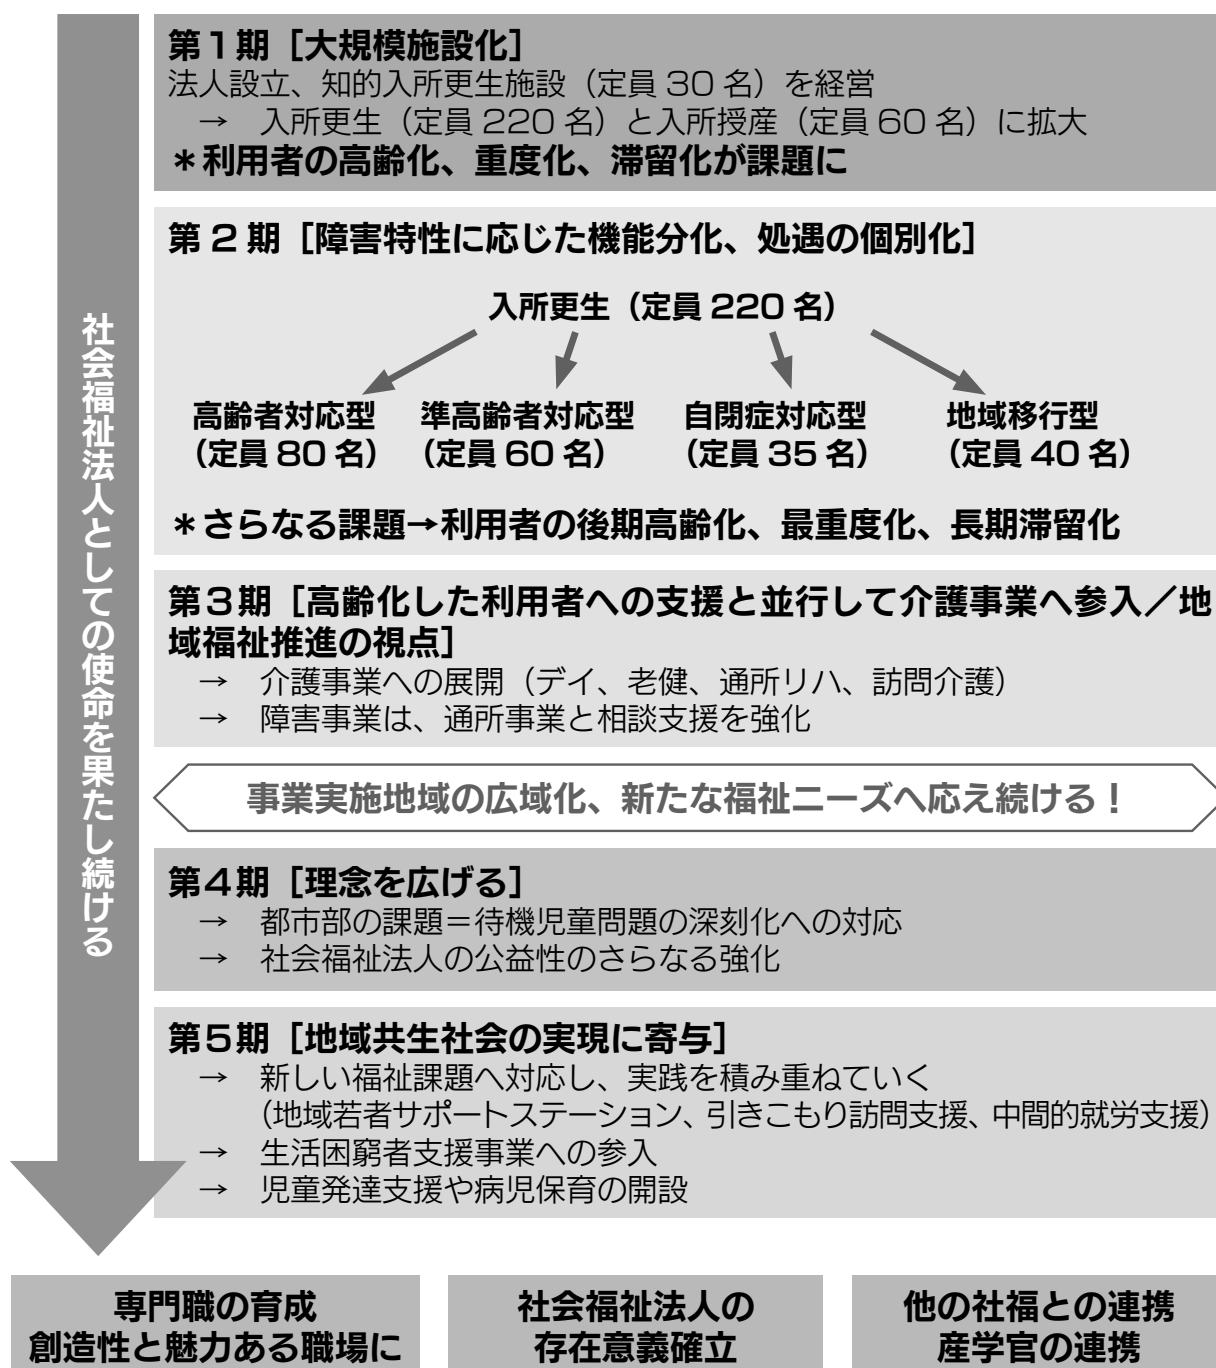 社会福祉法人としての使命を果たし続ける
第1期［大規模施設化］
法人設立、知的入所更生施設（定員 30 名）を経営
→ 入所更生（定員 220 名）と入所授産（定員 60 名）に拡大
＊利用者の高齢化、重度化、滞留化が課題に
第 2 期［障害特性に応じた機能分化、処遇の個別化］
入所更生（定員 220 名）
高齢者対応型
（定員 80 名）
準高齢者対応型
（定員 60 名）
自閉症対応型
（定員 35 名）
地域移行型
（定員 40 名）
＊さらなる課題→利用者の後期高齢化、最重度化、長期滞留化
第3期［高齢化した利用者への支援と並行して介護事業へ参入／地
域福祉推進の視点］
→ 介護事業への展開（デイ、老健、通所リハ、訪問介護）
→ 障害事業は、通所事業と相談支援を強化
事業実施地域の広域化、新たな福祉ニーズへ応え続ける！
第4期［理念を広げる］
→ 都市部の課題＝待機児童問題の深刻化への対応
→ 社会福祉法人の公益性のさらなる強化
第5期［地域共生社会の実現に寄与］
→ 新しい福祉課題へ対応し、実践を積み重ねていく
（地域若者サポートステーション、引きこもり訪問支援、中間的就労支援）
→ 生活困窮者支援事業への参入
→ 児童発達支援や病児保育の開設
専門職の育成
創造性と魅力ある職場に
社会福祉法人の
存在意義確立
他の社福との連携
産学官の連携